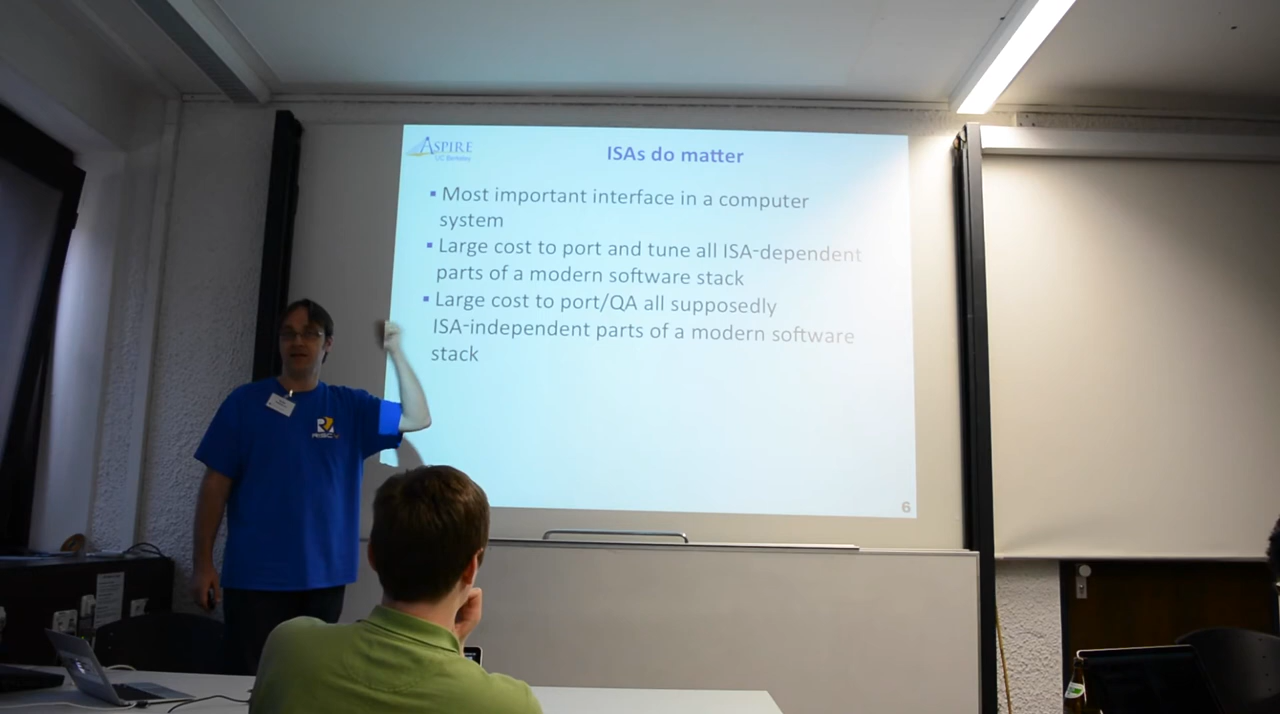 ASPIRE
UC Berkeley
ISAs do matter
▪ Most important interface in a computer
system
▪ Large cost to port and tune all ISA-dependent
parts of a modern software stack
▪ Large cost to port/QA all supposedly
ISA-independent parts of a modern software
stack
6
RISC-V